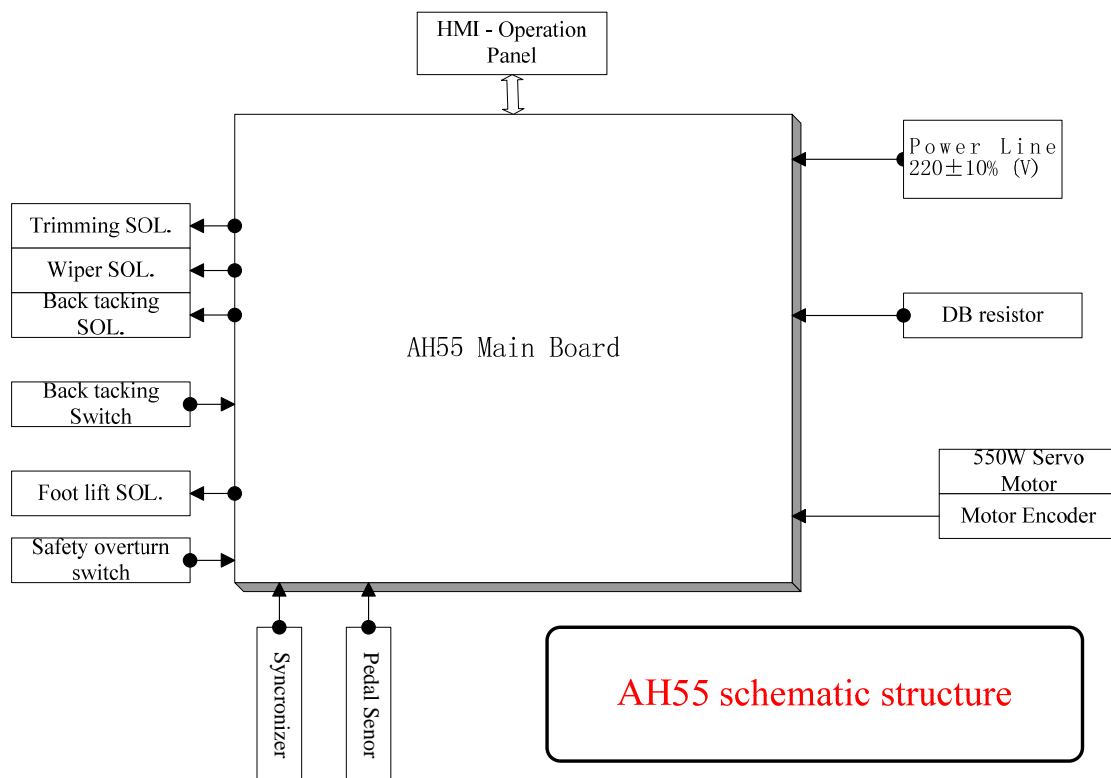 HMI - Operation
Panel
Power Line
220±10% (V)
Trimming SOL.
Wiper SOL.
Back tacking
SOL.
DB resistor
AH55 Main Board
Back tacking
Switch
550W Servo
Motor
Foot lift SOL.
Motor Encoder
Safety overturn
switch
Syncronizer
Pedal Senor
AH55 schematic structure